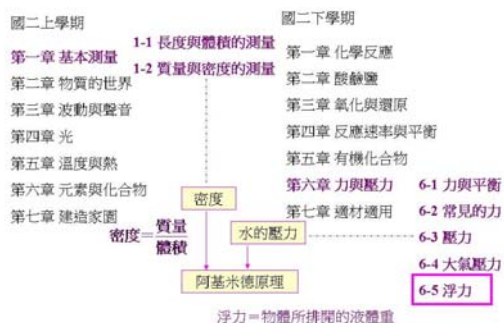 國二上學期
第一章 基本測量
1-1 長度與體積的測量
1-2 質量與密度的測量
第二章 物質的世界
第三章 波動與聲音
第四章 光
第五章 溫度與熱
第六章 元素與化合物
第七章 建造家園
國二下學期
第一章 化學反應
第二章 酸鹼鹽
第三章 氧化與還原
第四章 反應速率與平衡
第五章 有機化合物
第六章 力與壓力
第七章 適材適用
6-1 力與平衡
6-2 常見的力
6-3 壓力
6-4 大氣壓力
6-5 浮力
密度
密度＝質量
體積
水的壓力
阿基米德原理
浮力＝物體所排開的液體重